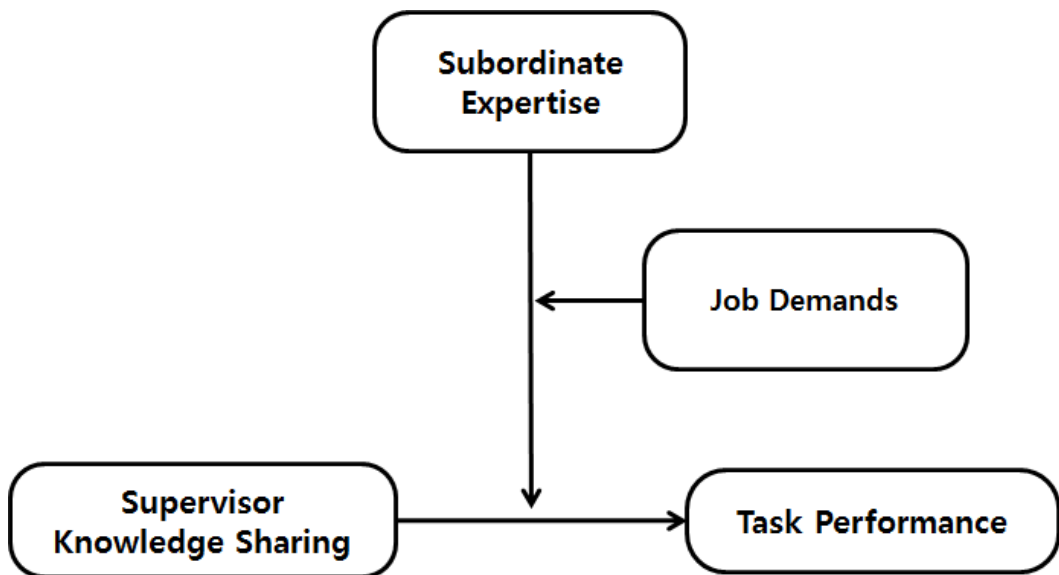 Subordinate
Expertise
Job Demands
Supervisor
Knowledge Sharing
Task Performance